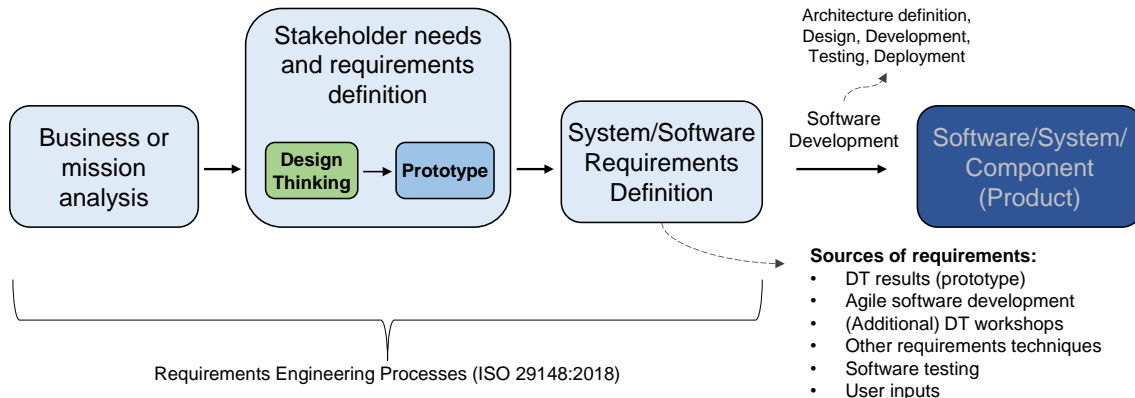 Business or
mission
analysis
Stakeholder needs
and requirements
definition
Design
Thinking
Prototype
System/Software
Requirements
Definition
Architecture definition,
Design, Development,
Testing, Deployment
Software
Development
Software/System/
Component
(Product)
Sources of requirements:
• DT results (prototype)
• Agile software development
• (Additional) DT workshops
• Other requirements techniques
• Software testing
• User inputs
Requirements Engineering Processes (ISO 29148:2018)